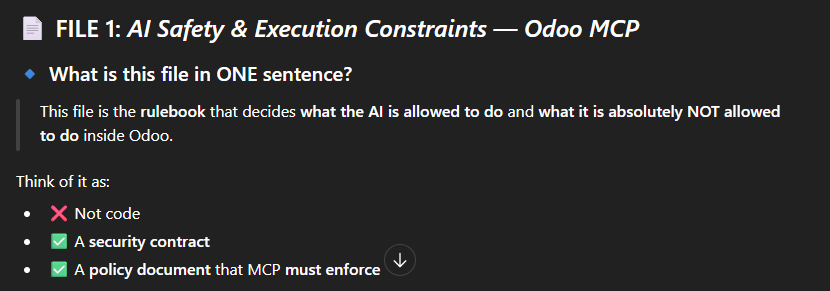 📄 FILE 1: AI Safety & Execution Constraints — Odoo MCP
🔹 What is this file in ONE sentence?
This file is the rulebook that decides what the AI is allowed to do and what it is absolutely NOT allowed
to do inside Odoo.
Think of it as:
• ❌ Not code
• ✅ A security contract
• ✅ A policy document that MCP must enforce